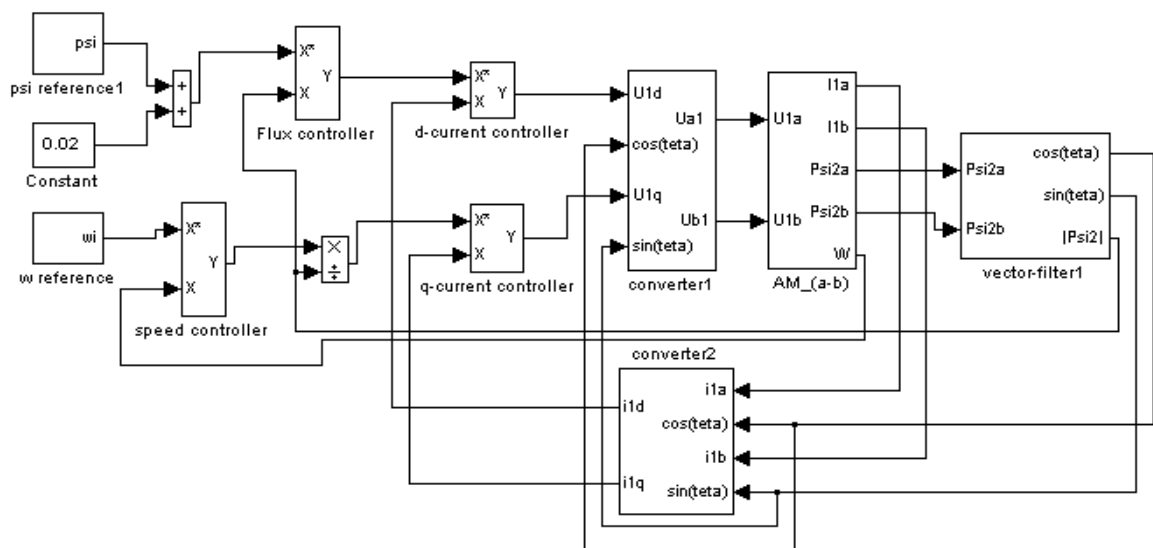 psi
psi reference1
0.02
Constant
wi
w reference
+
+
X*
X
Y
Flux controller
X*
X
Y
d-current controller
X*
X
Y
speed controller
×
÷
X*
X
Y
q-current controller
U1d
cos(teta)
U1q
sin(teta)
Ua1
Ub1
converter1
U1a
U1b
I1a
I1b
Psi2a
Psi2b
W
AM_(a-b)
Psi2a
Psi2b
cos(teta)
sin(teta)
|Psi2|
vector-filter1
converter2
i1d
i1q
i1a
cos(teta)
i1b
sin(teta)